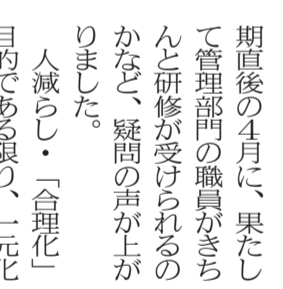 期直後の4月に、果たし
て管理部門の職員がきち
んと研修が受けられるの
かなど、疑問の声が上が
りました。
人減らし・「合理化」
目的である限り、一元化